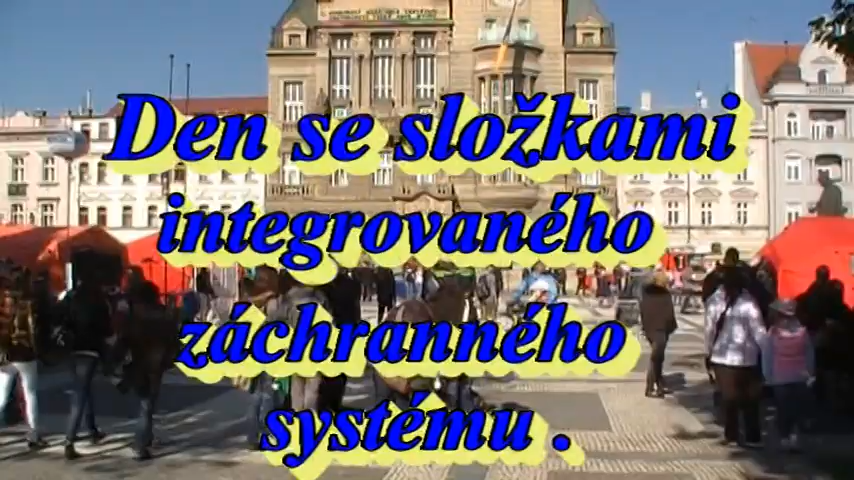 Den se složkami
integrovaného
záchranného
systému .